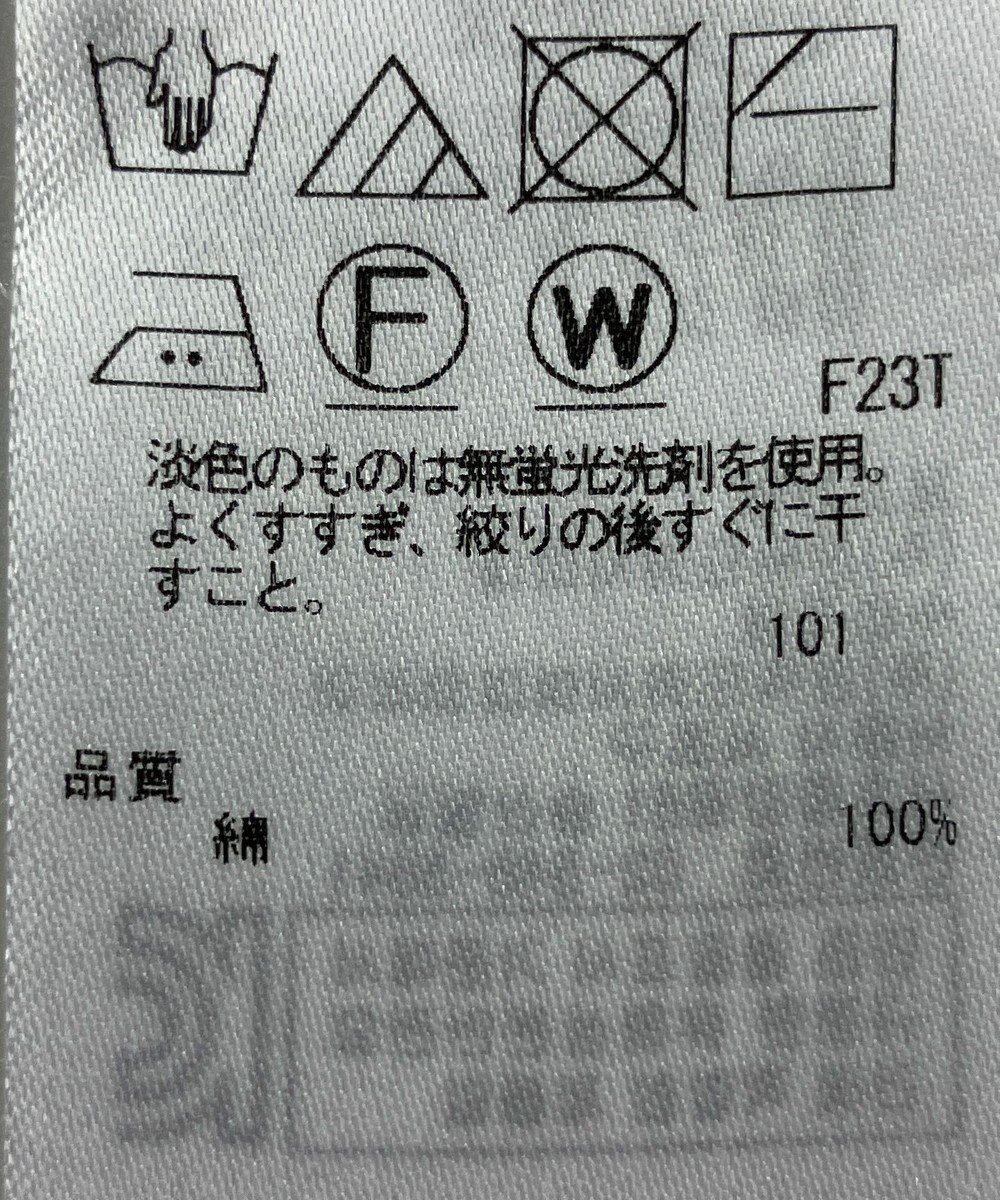 F
W
F23T
淡色のものは無蛍光洗剤を使用。
よくすすぎ、絞りの後すぐに干
すこと。
101
品質
綿 100%